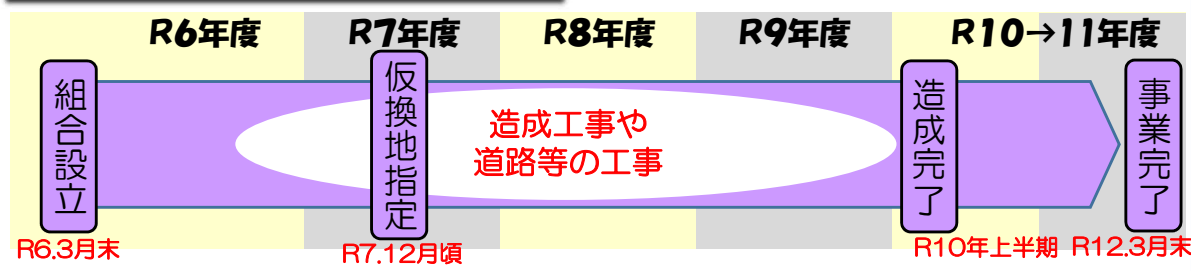 R6年度 R7年度 R8年度 R9年度 R10→11年度
組合設立
仮換地指定
造成工事や
道路等の工事
造成完了
事業完了
R6.3月末
R7.12月頃
R10年上半期
R12.3月末